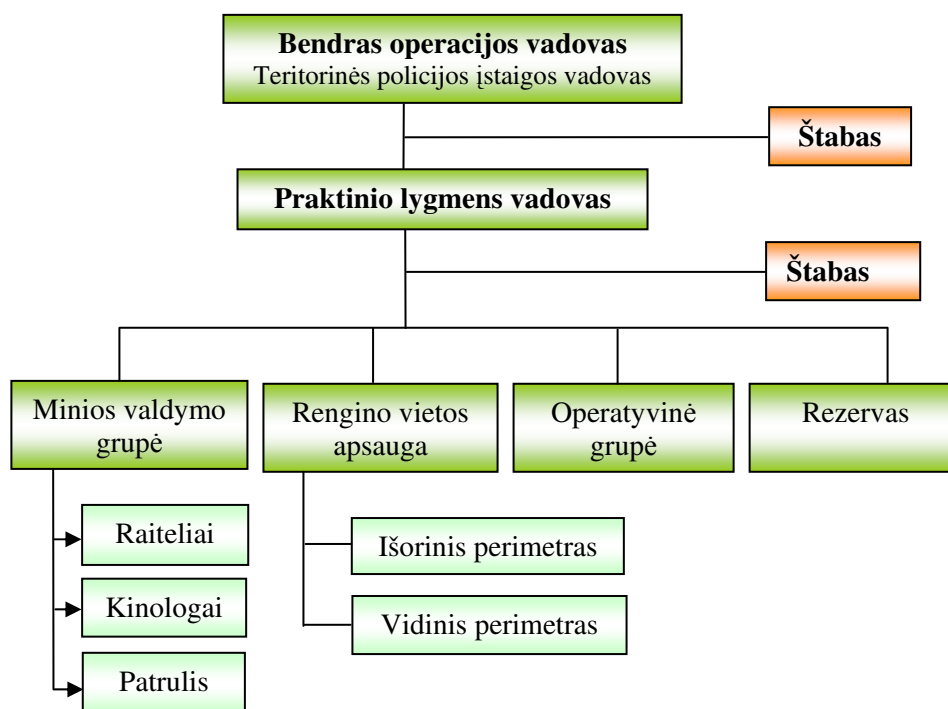 Bendras operacijos vadovas
Teritorinės policijos įstaigos vadovas
Štabas
Praktinio lygmens vadovas
Štabas
Minios valdymo
grupė
Rengino vietos
apsauga
Operatyvinė
grupė
Rezervas
Raiteliai
Kinologai
Patrulis
Išorinis perimetras
Vidinis perimetras